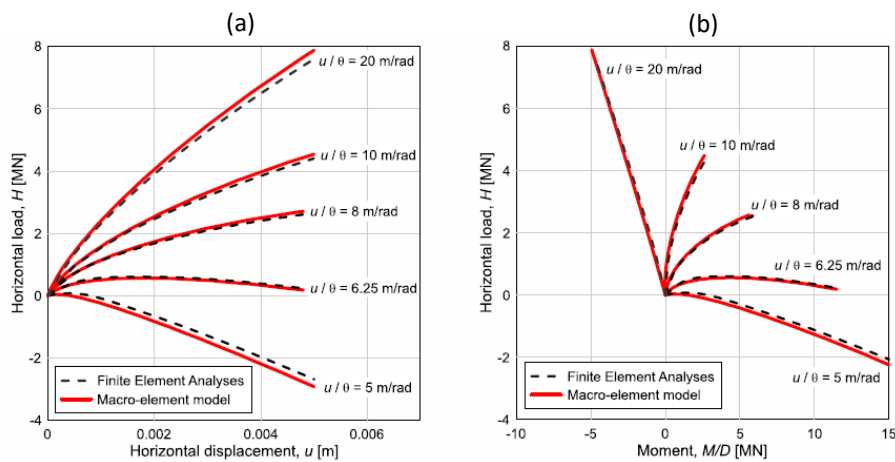 (a)
8
6
4
2
0
-2
-4
Horizontal load, H [MN]
u / θ = 20 m/rad
u / θ = 10 m/rad
u / θ = 8 m/rad
u / θ = 6.25 m/rad
u / θ = 5 m/rad
Finite Element Analyses
Macro-element model
0 0.002 0.004 0.006
Horizontal displacement, u [m]
(b)
8
6
4
2
0
-2
-4
Horizontal load, H [MN]
u / θ = 20 m/rad
u / θ = 10 m/rad
u / θ = 8 m/rad
u / θ = 6.25 m/rad
u / θ = 5 m/rad
Finite Element Analyses
Macro-element model
-10 -5 0 5 10 15
Moment, M/D [MN]